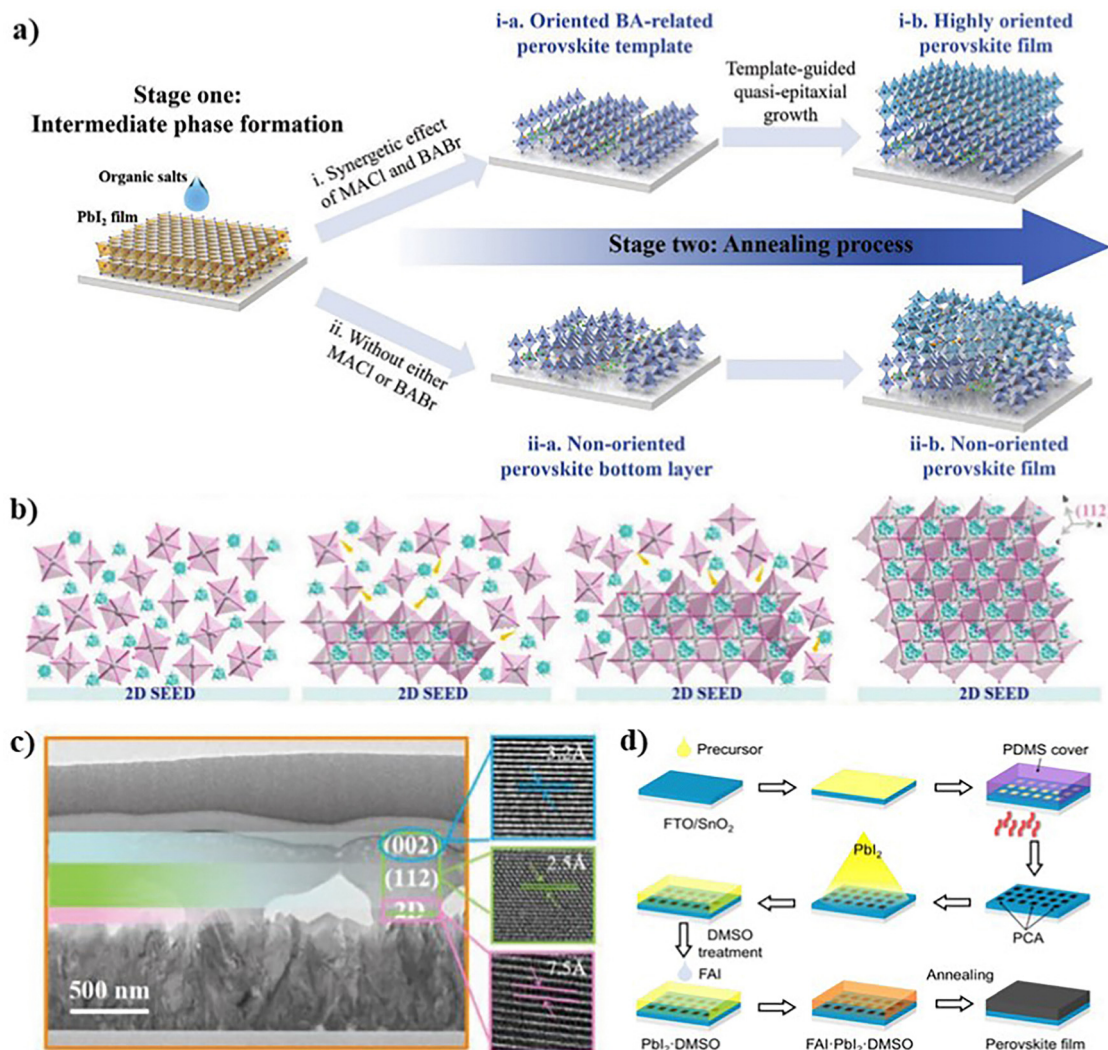 a)
i-a. Oriented BA-related
perovskite template
i-b. Highly oriented
perovskite film
Template-guided
quasi-epitaxial
growth
Stage one:
Intermediate phase formation
Organic salts
PbI₂ film
i. Synergetic effect
of MACl and BABr
Stage two: Annealing process
ii. Without either
MACl or BABr
ii-a. Non-oriented
perovskite bottom layer
ii-b. Non-oriented
perovskite film
b)
(112
2D SEED
2D SEED
2D SEED
2D SEED
c)
(002)
(112)
2D
500 nm
3.2Å
2.5Å
7.5Å
d)
Precursor
PDMS cover
FTO/SnO₂
PbI₂
PCA
DMSO
treatment
FAI
Annealing
PbI₂·DMSO
FAI·PbI₂·DMSO
Perovskite film